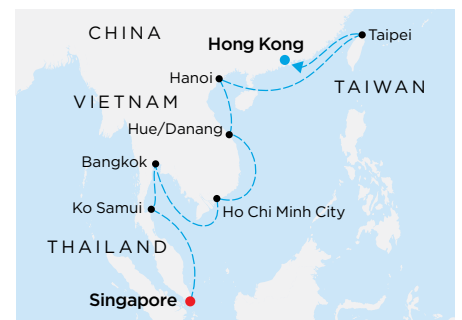 CHINA
Taipei
Hong Kong
Hanoi
TAIWAN
VIETNAM
Hue/Danang
Bangkok
Ko Samui
Ho Chi Minh City
THAILAND
Singapore